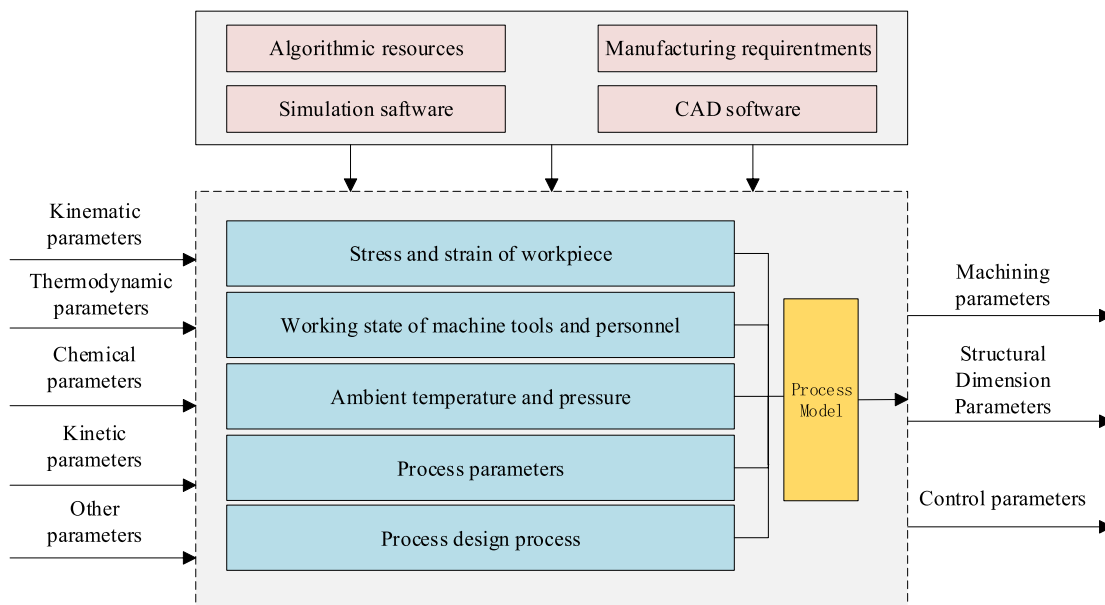 Algorithmic resources
Manufacturing requirentments
Simulation saftware
CAD software
Kinematic
parameters
Thermodynamic
parameters
Chemical
parameters
Kinetic
parameters
Other
parameters
Stress and strain of workpiece
Working state of machine tools and personnel
Ambient temperature and pressure
Process parameters
Process design process
Process
Model
Machining
parameters
Structural
Dimension
Parameters
Control parameters